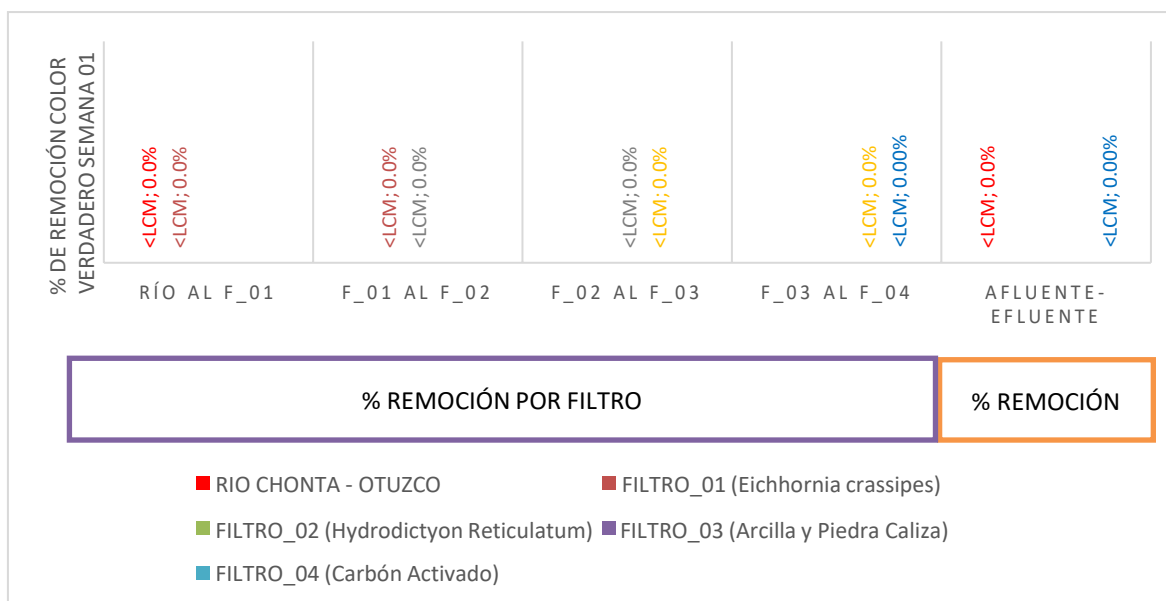 % DE REMOCIÓN COLOR
VERDADERO SEMANA 01
<LCM; 0.0%
<LCM; 0.0%
<LCM; 0.0%
<LCM; 0.0%
<LCM; 0.0%
<LCM; 0.0%
<LCM; 0.0%
<LCM; 0.00%
<LCM; 0.0%
<LCM; 0.00%
RÍO AL F_01
F_01 AL F_02
F_02 AL F_03
F_03 AL F_04
AFLUENTE-
EFLUENTE
% REMOCIÓN POR FILTRO
% REMOCIÓN
RIO CHONTA - OTUZCO
FILTRO_01 (Eichhornia crassipes)
FILTRO_02 (Hydrodictyon Reticulatum)
FILTRO_03 (Arcilla y Piedra Caliza)
FILTRO_04 (Carbón Activado)